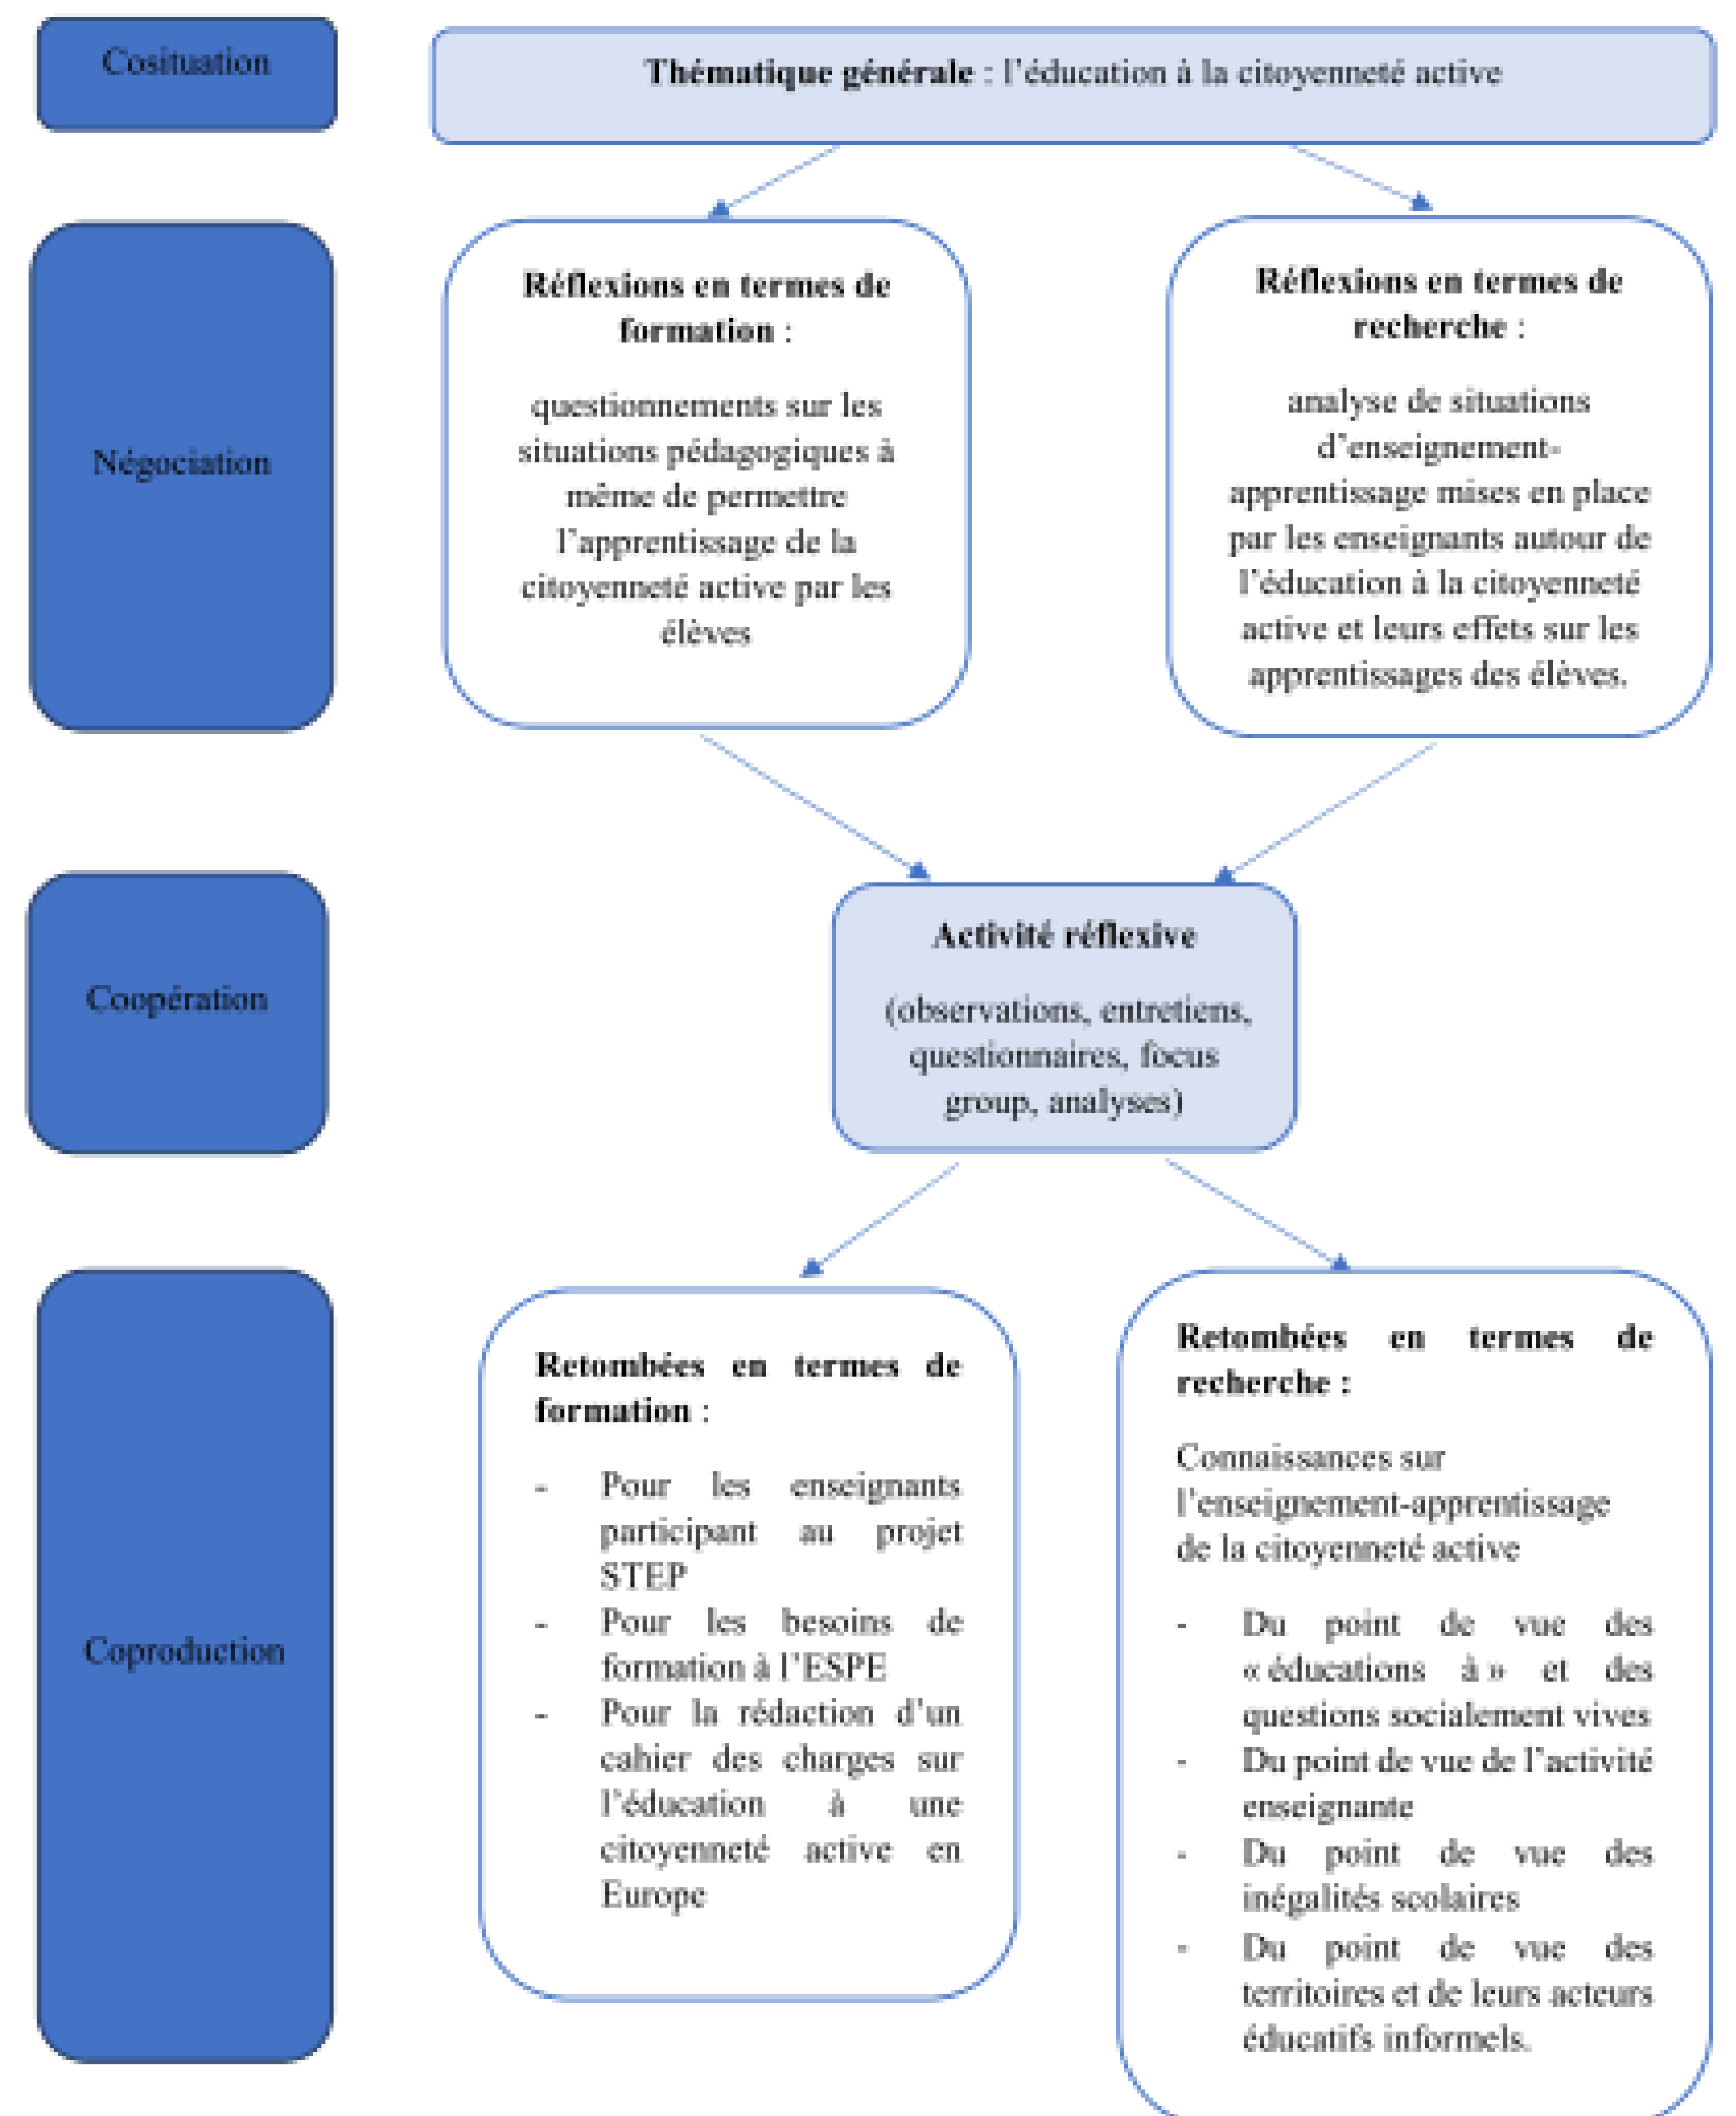 Cosituation
Thématique générale : l'éducation à la citoyenneté active
Négociation
Réflexions en termes de
formation :
questionnements sur les
situations pédagogiques à
même de permettre
l'apprentissage de la
citoyenneté active par les
élèves
Réflexions en termes de
recherche :
analyse de situations
d'enseignement-
apprentissage mises en place
par les enseignants autour de
l'éducation à la citoyenneté
active et leurs effets sur les
apprentissages des élèves.
Coopération
Activité réflexive
(observations, entretiens,
questionnaires, focus
group, analyses)
Coproduction
Retombées en termes de
formation :
- Pour les enseignants
participant au projet
STEP
- Pour les besoins de
formation à l'ESPE
- Pour la rédaction d'un
cahier des charges sur
l'éducation à une
citoyenneté active en
Europe
Retombées en termes de
recherche :
Connaissances sur
l'enseignement-apprentissage
de la citoyenneté active
- Du point de vue des
« éducations à » et des
questions socialement vives
- Du point de vue de l'activité
enseignante
- Du point de vue des
inégalités scolaires
- Du point de vue des
territoires et de leurs acteurs
éducatifs informels.